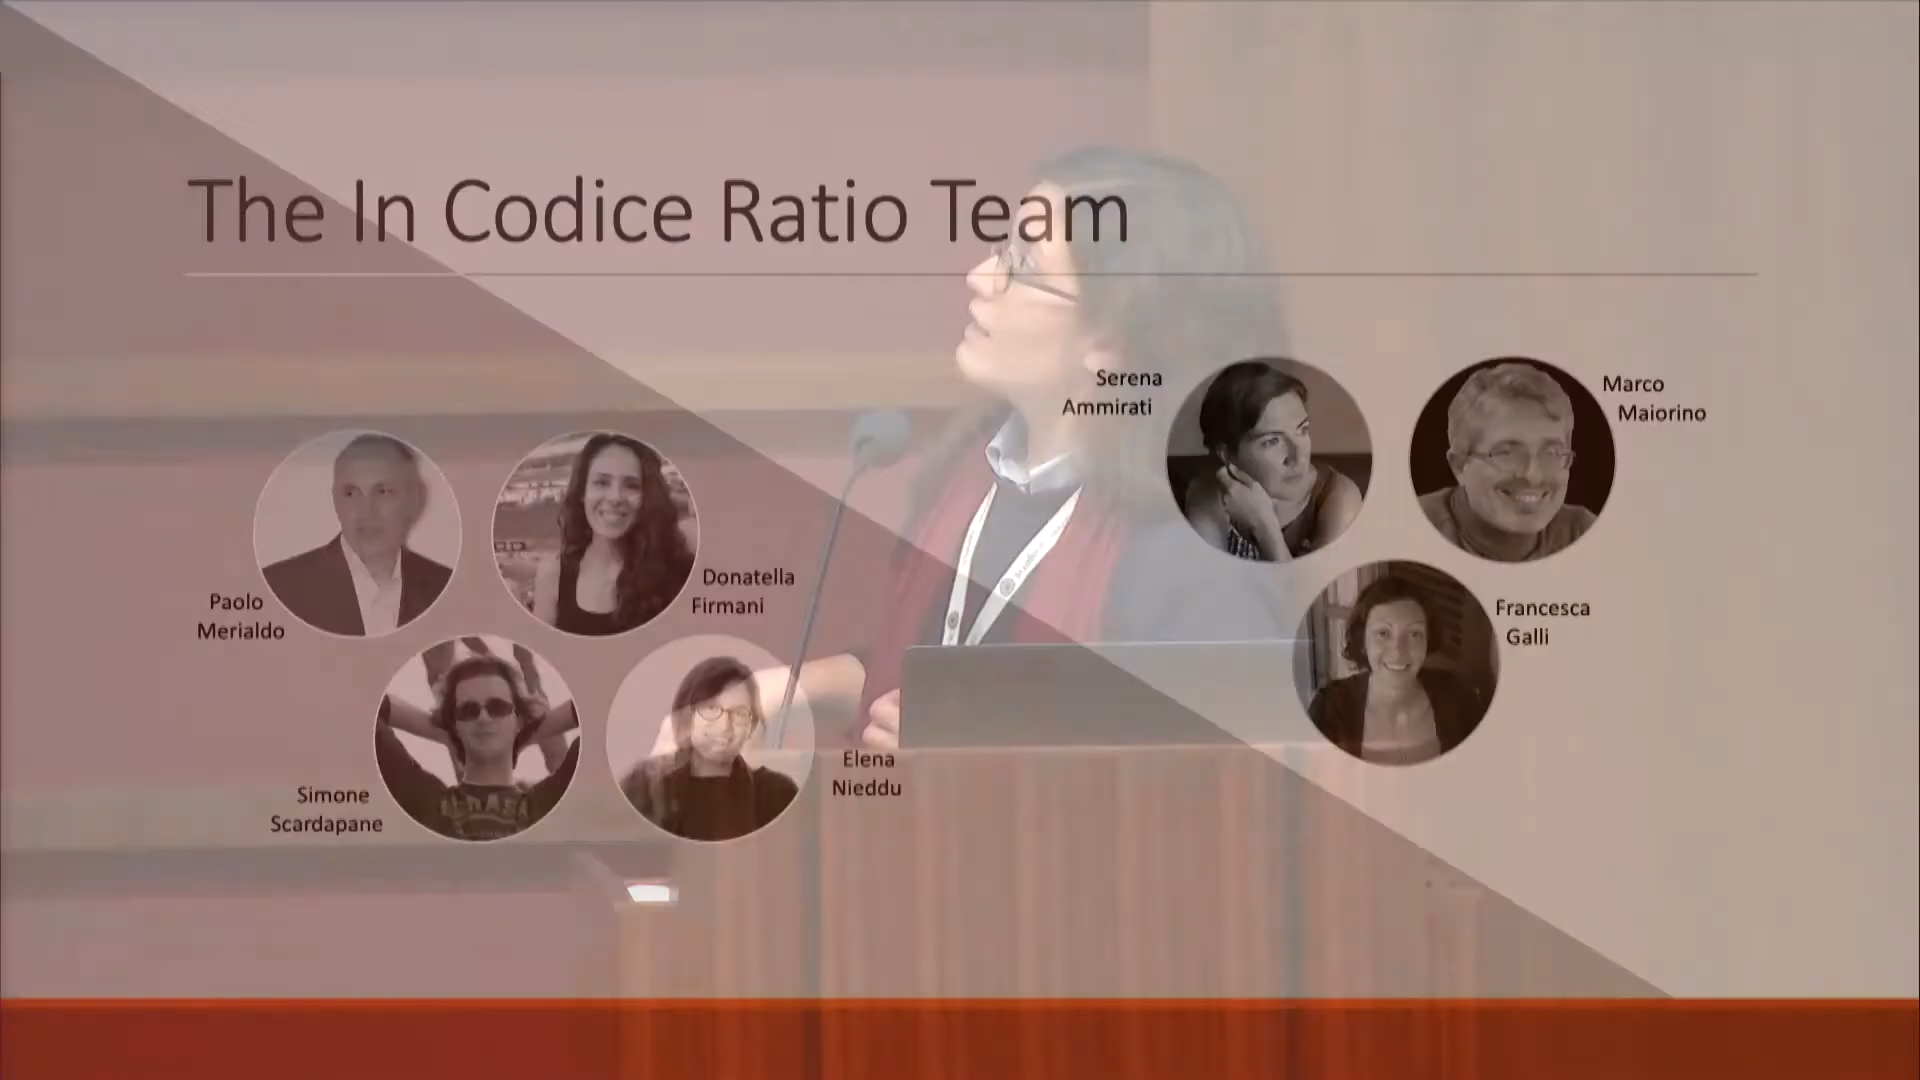 The In Codice Ratio Team
Serena
Ammirati
Marco
Maiorino
Paolo
Merialdo
Donatella
Firmani
Francesca
Galli
Simone
Scardapane
Elena
Nieddu